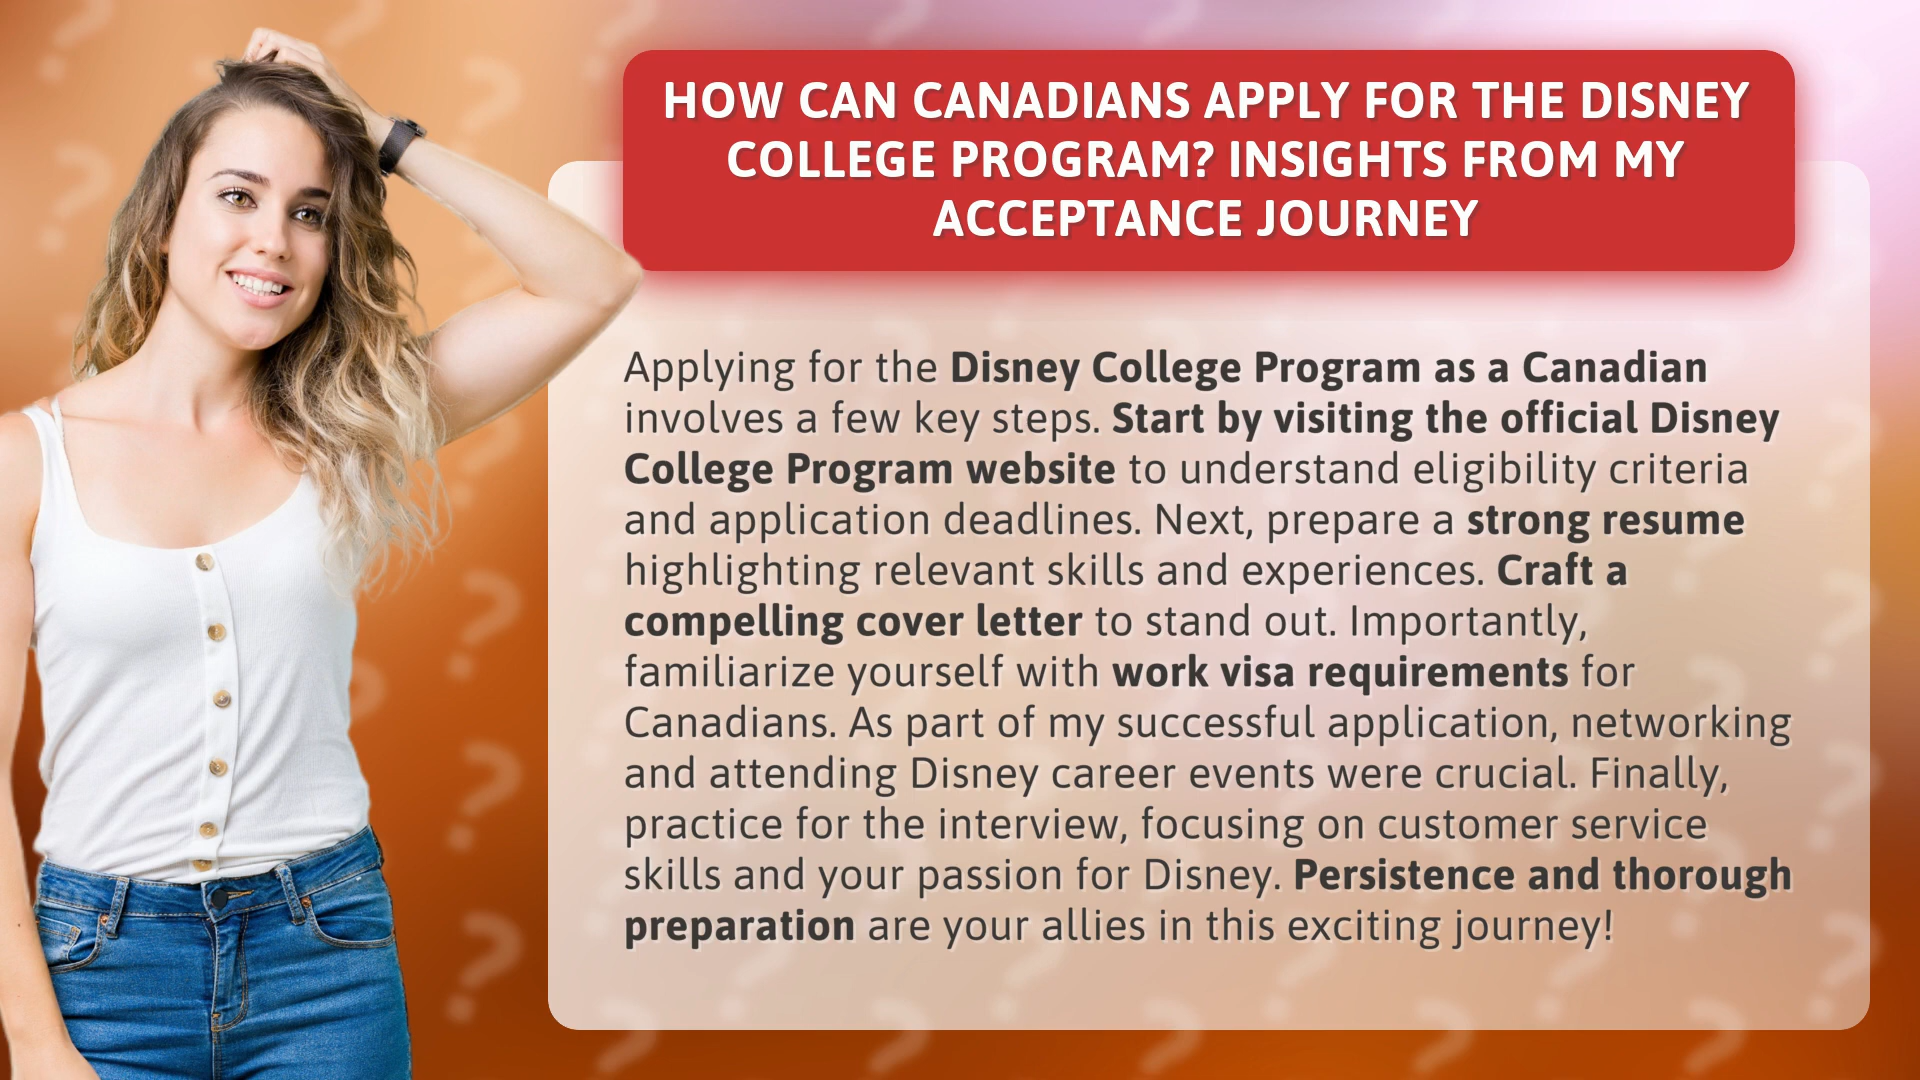 HOW CAN CANADIANS APPLY FOR THE DISNEY
COLLEGE PROGRAM? INSIGHTS FROM MY
ACCEPTANCE JOURNEY
Applying for the Disney College Program as a Canadian
involves a few key steps. Start by visiting the official Disney
College Program website to understand eligibility criteria
and application deadlines. Next, prepare a strong resume
highlighting relevant skills and experiences. Craft a
compelling cover letter to stand out. Importantly,
familiarize yourself with work visa requirements for
Canadians. As part of my successful application, networking
and attending Disney career events were crucial. Finally,
practice for the interview, focusing on customer service
skills and your passion for Disney. Persistence and thorough
preparation are your allies in this exciting journey!